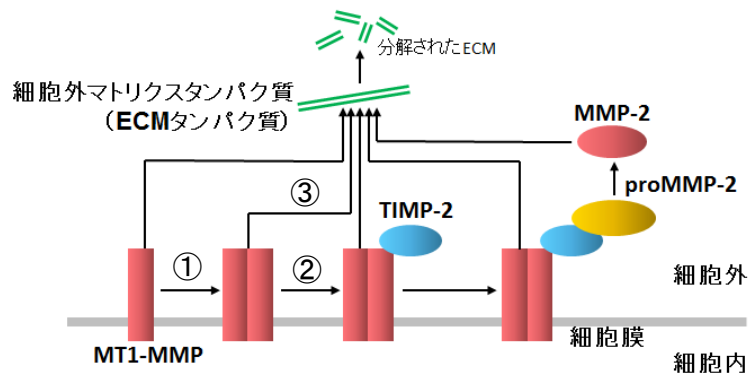 分解されたECM
細胞外マトリクスタンパク質
（ECMタンパク質）
MMP-2
proMMP-2
③
TIMP-2
①
②
細胞外
細胞膜
MT1-MMP
細胞内